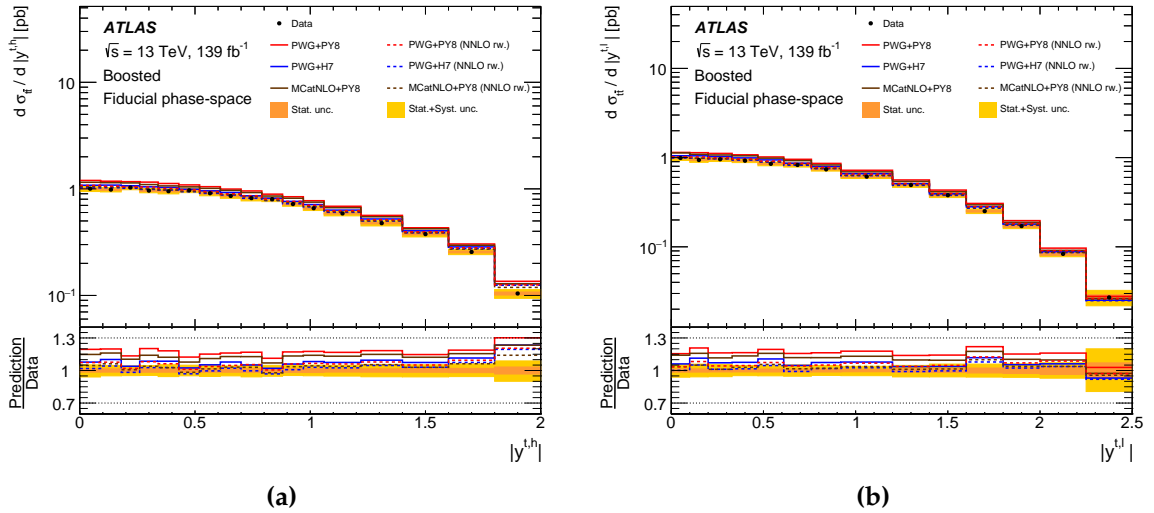 d σ_tt̄ / d |y^{t,h}| [pb]
ATLAS
√s = 13 TeV, 139 fb⁻¹
Boosted
Fiducial phase-space
Data
PWG+PY8 PWG+PY8 (NNLO rw.)
PWG+H7 PWG+H7 (NNLO rw.)
MCatNLO+PY8 MCatNLO+PY8 (NNLO rw.)
Stat. unc. Stat.+Syst. unc.
10
1
10⁻¹
Prediction
Data
1.3
1
0.7
0 0.5 1 1.5 2
|y^{t,h}|
(a)
d σ_tt̄ / d |y^{t,l}| [pb]
ATLAS
√s = 13 TeV, 139 fb⁻¹
Boosted
Fiducial phase-space
Data
PWG+PY8 PWG+PY8 (NNLO rw.)
PWG+H7 PWG+H7 (NNLO rw.)
MCatNLO+PY8 MCatNLO+PY8 (NNLO rw.)
Stat. unc. Stat.+Syst. unc.
10
1
10⁻¹
Prediction
Data
1.3
1
0.7
0 0.5 1 1.5 2 2.5
|y^{t,l}|
(b)